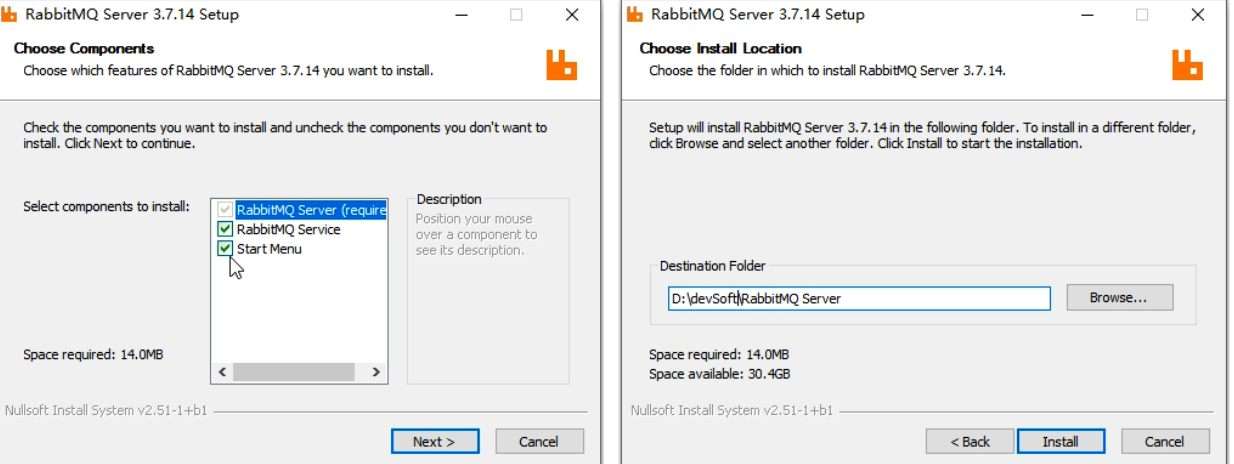 RabbitMQ Server 3.7.14 Setup
Choose Components
Choose which features of RabbitMQ Server 3.7.14 you want to install.
Check the components you want to install and uncheck the components you don't want to
install. Click Next to continue.
Select components to install:
RabbitMQ Server (require
RabbitMQ Service
Start Menu
Description
Position your mouse
over a component to
see its description.
Space required: 14.0MB
Nullsoft Install System v2.51-1+b1
Next >
Cancel
RabbitMQ Server 3.7.14 Setup
Choose Install Location
Choose the folder in which to install RabbitMQ Server 3.7.14.
Setup will install RabbitMQ Server 3.7.14 in the following folder. To install in a different folder,
click Browse and select another folder. Click Install to start the installation.
Destination Folder
D:\devSoft\RabbitMQ Server
Browse...
Space required: 14.0MB
Space available: 30.4GB
Nullsoft Install System v2.51-1+b1
< Back
Install
Cancel